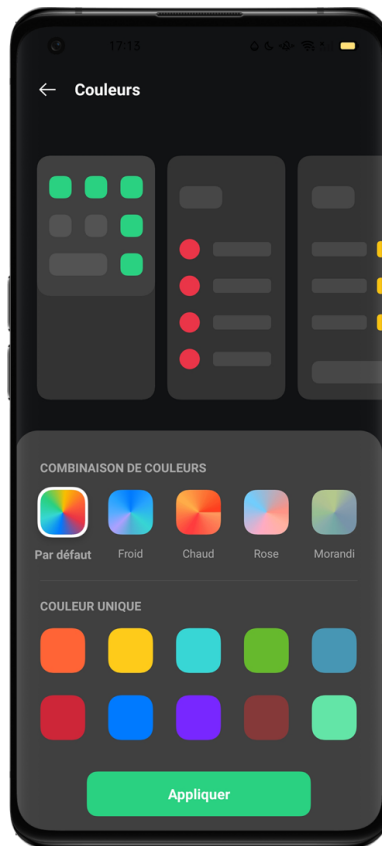 17:13
Couleurs
COMBINAISON DE COULEURS
Par défaut Froid Chaud Rose Morandi
COULEUR UNIQUE
Appliquer